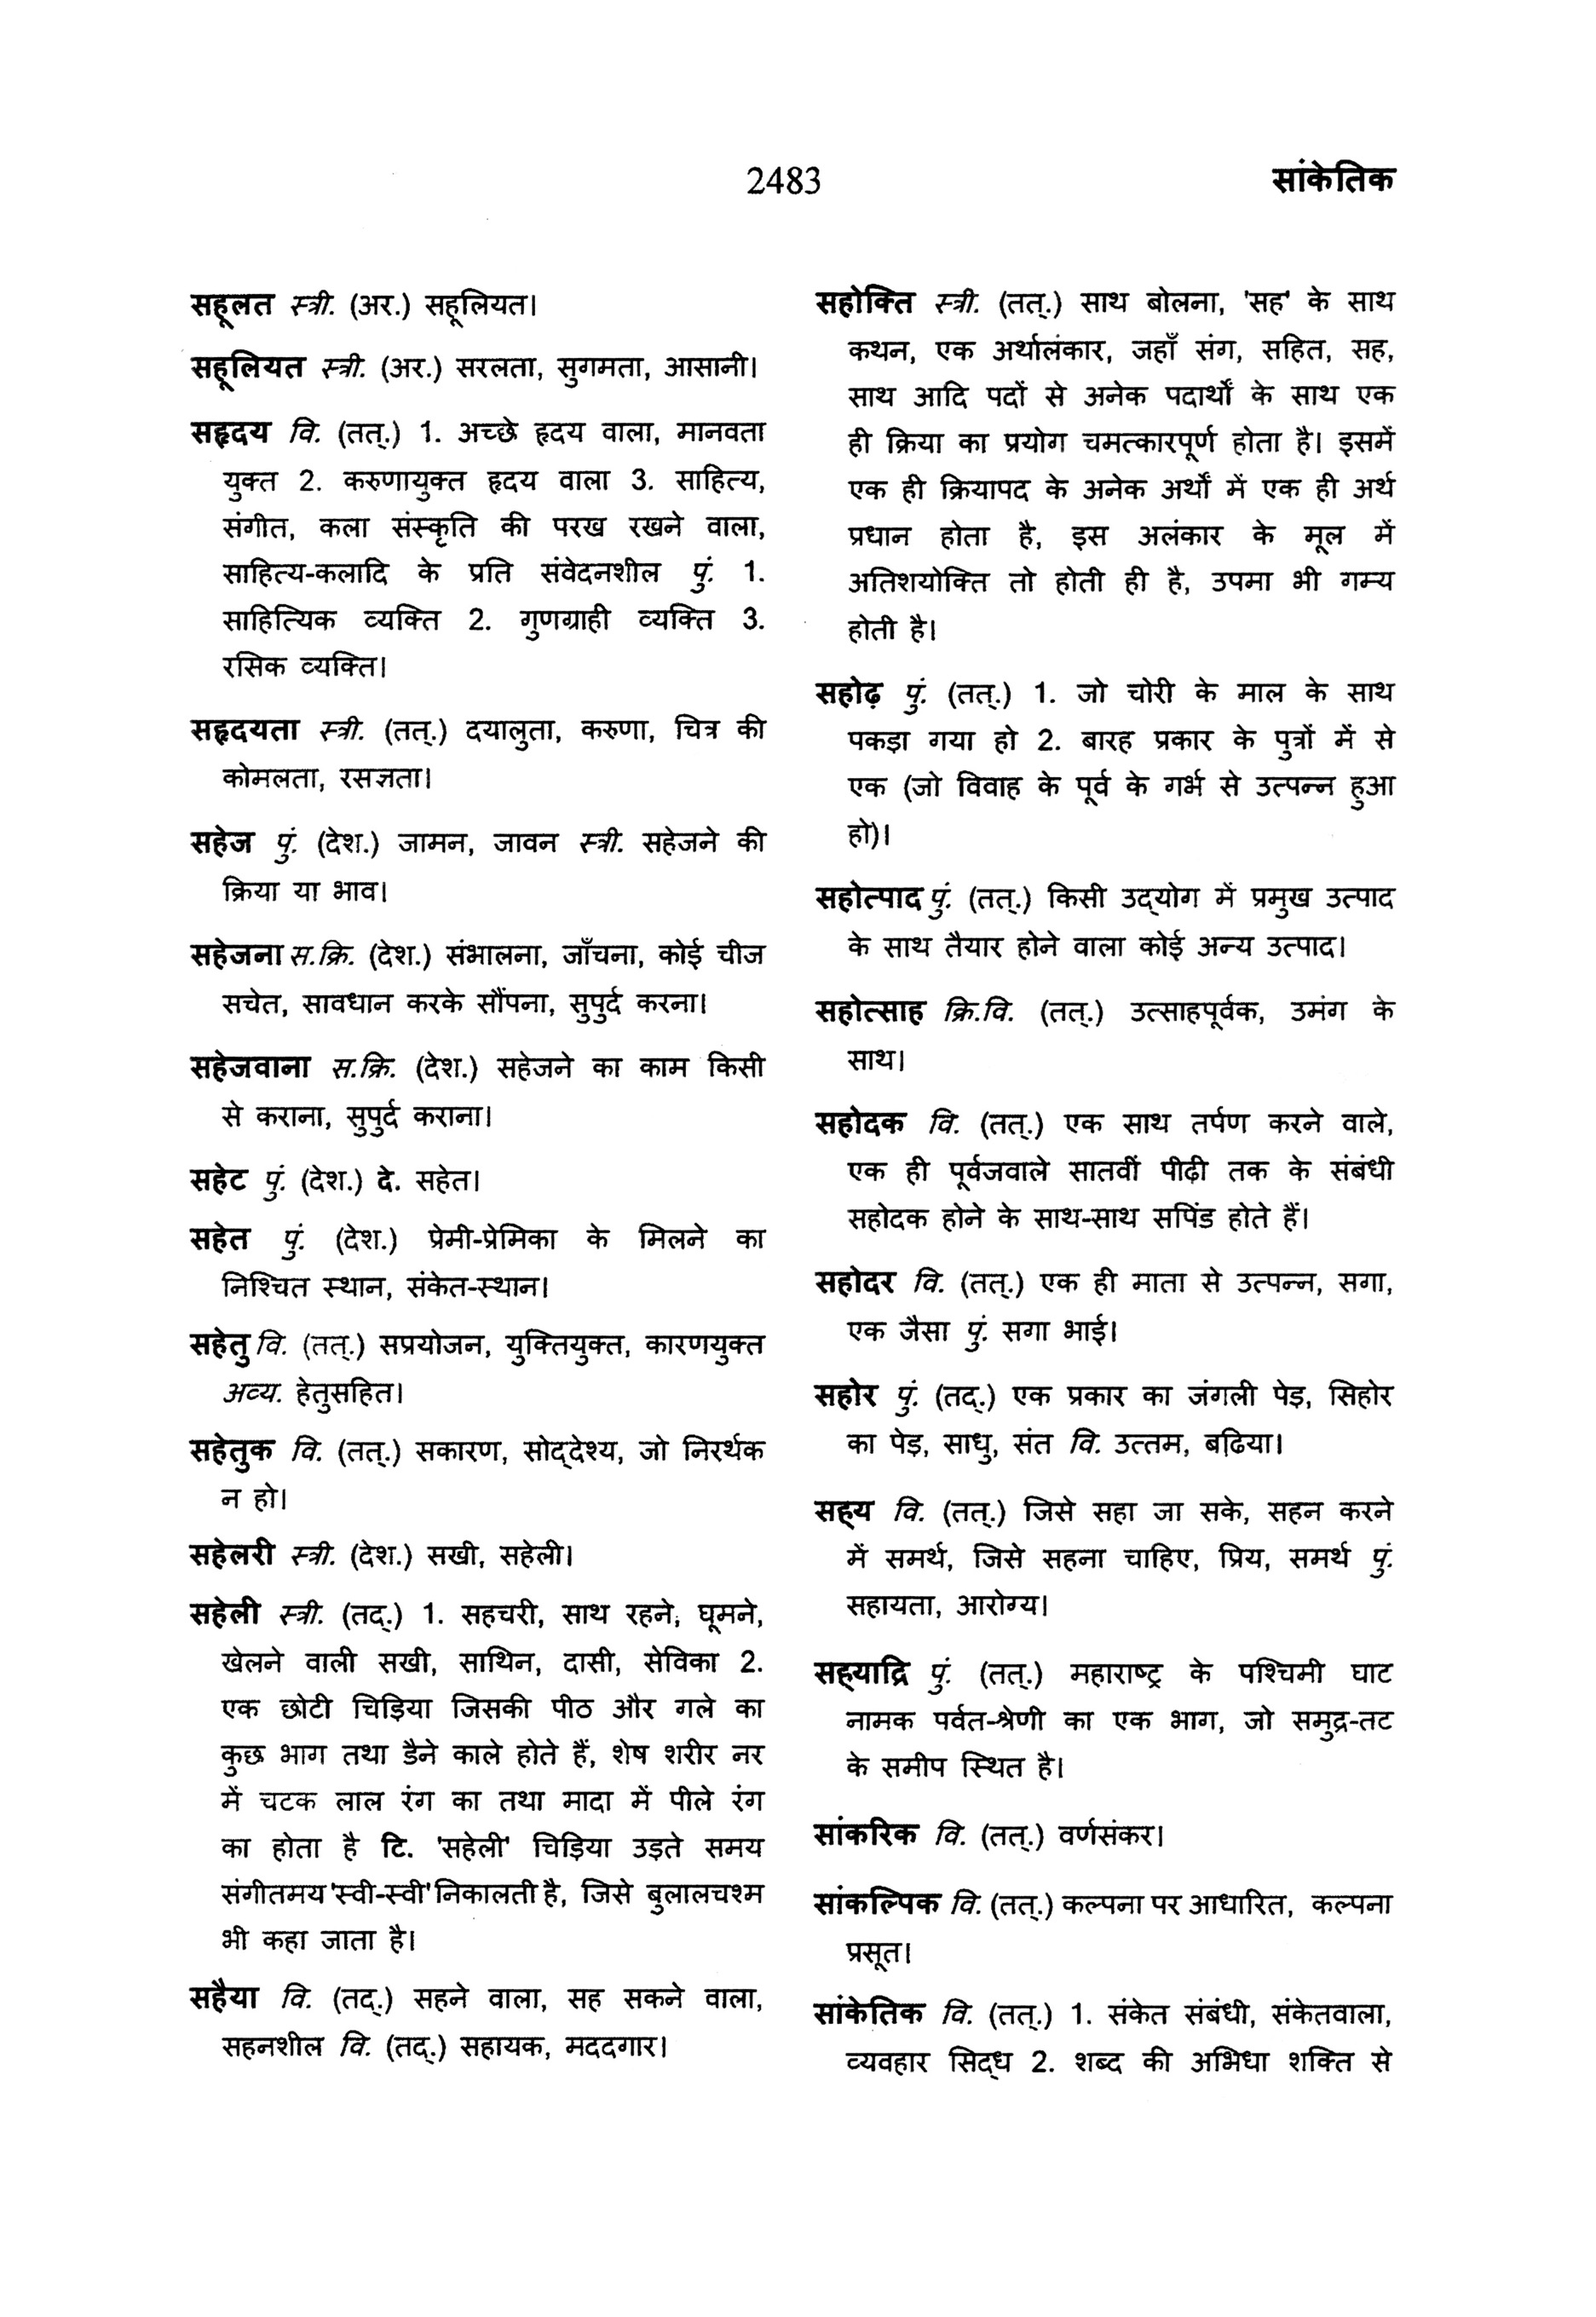 2483
सांकेतिक
सहूलत स्त्री. (अर.) सहूलियत।
सहूलियत स्त्री. (अर.) सरलता, सुगमता, आसानी।
सहृदय वि. (तत्.) 1. अच्छे हृदय वाला, मानवता
युक्त 2. करुणायुक्त हृदय वाला 3. साहित्य,
संगीत, कला संस्कृति की परख रखने वाला,
साहित्य-कलादि के प्रति संवेदनशील पुं. 1.
साहित्यिक व्यक्ति 2. गुणग्राही व्यक्ति 3.
रसिक व्यक्ति।
सहृदयता स्त्री. (तत्.) दयालुता, करुणा, चित्र की
कोमलता, रसज्ञता।
सहेज पुं. (देश.) जामन, जावन स्त्री. सहेजने की
क्रिया या भाव।
सहेजना स.क्रि. (देश.) संभालना, जाँचना, कोई चीज
सचेत, सावधान करके सौंपना, सुपुर्द करना।
सहेजवाना स.क्रि. (देश.) सहेजने का काम किसी
से कराना, सुपुर्द कराना।
सहेट पुं. (देश.) दे. सहेत।
सहेत पुं. (देश.) प्रेमी-प्रेमिका के मिलने का
निश्चित स्थान, संकेत-स्थान।
सहेतु वि. (तत्.) सप्रयोजन, युक्तियुक्त, कारणयुक्त
अव्य. हेतुसहित।
सहेतुक वि. (तत्.) सकारण, सोद्देश्य, जो निरर्थक
न हो।
सहेलरी स्त्री. (देश.) सखी, सहेली।
सहेली स्त्री. (तद्.) 1. सहचरी, साथ रहने, घूमने,
खेलने वाली सखी, साथिन, दासी, सेविका 2.
एक छोटी चिड़िया जिसकी पीठ और गले का
कुछ भाग तथा डैने काले होते हैं, शेष शरीर नर
में चटक लाल रंग का तथा मादा में पीले रंग
का होता है टि. 'सहेली' चिड़िया उड़ते समय
संगीतमय 'स्वी-स्वी' निकालती है, जिसे बुलालचश्म
भी कहा जाता है।
सहैया वि. (तद्.) सहने वाला, सह सकने वाला,
सहनशील वि. (तद्.) सहायक, मददगार।
सहोक्ति स्त्री. (तत्.) साथ बोलना, 'सह' के साथ
कथन, एक अर्थालंकार, जहाँ संग, सहित, सह,
साथ आदि पदों से अनेक पदार्थों के साथ एक
ही क्रिया का प्रयोग चमत्कारपूर्ण होता है। इसमें
एक ही क्रियापद के अनेक अर्थों में एक ही अर्थ
प्रधान होता है, इस अलंकार के मूल में
अतिशयोक्ति तो होती ही है, उपमा भी गम्य
होती है।
सहोढ़ पुं. (तत्.) 1. जो चोरी के माल के साथ
पकड़ा गया हो 2. बारह प्रकार के पुत्रों में से
एक (जो विवाह के पूर्व के गर्भ से उत्पन्न हुआ
हो)।
सहोत्पाद पुं. (तत्.) किसी उद्‌योग में प्रमुख उत्पाद
के साथ तैयार होने वाला कोई अन्य उत्पाद।
सहोत्साह क्रि.वि. (तत्.) उत्साहपूर्वक, उमंग के
साथ।
सहोदक वि. (तत्.) एक साथ तर्पण करने वाले,
एक ही पूर्वजवाले सातवीं पीढ़ी तक के संबंधी
सहोदक होने के साथ-साथ सपिंड होते हैं।
सहोदर वि. (तत्.) एक ही माता से उत्पन्न, सगा,
एक जैसा पुं. सगा भाई।
सहोर पुं. (तद्.) एक प्रकार का जंगली पेड़, सिहोर
का पेड़, साधु, संत वि. उत्तम, बढ़िया।
सह्‌य वि. (तत्.) जिसे सहा जा सके, सहन करने
में समर्थ, जिसे सहना चाहिए, प्रिय, समर्थ पुं.
सहायता, आरोग्य।
सह्‌याद्रि पुं. (तत्.) महाराष्ट्र के पश्चिमी घाट
नामक पर्वत-श्रेणी का एक भाग, जो समुद्र-तट
के समीप स्थित है।
सांकरिक वि. (तत्.) वर्णसंकर।
सांकल्पिक वि. (तत्.) कल्पना पर आधारित, कल्पना
प्रसूत।
सांकेतिक वि. (तत्.) 1. संकेत संबंधी, संकेतवाला,
व्यवहार सिद्‌ध 2. शब्द की अभिधा शक्ति से